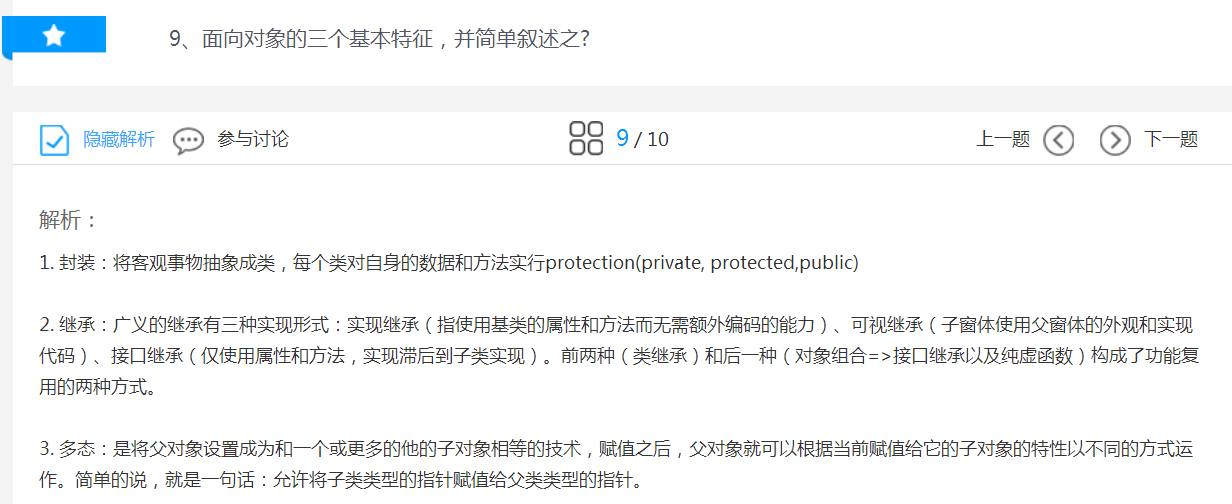 9、面向对象的三个基本特征，并简单叙述之?
隐藏解析 参与讨论 9 / 10 上一题 下一题
解析：
1. 封装：将客观事物抽象成类，每个类对自身的数据和方法实行protection(private, protected,public)
2. 继承：广义的继承有三种实现形式：实现继承（指使用基类的属性和方法而无需额外编码的能力）、可视继承（子窗体使用父窗体的外观和实现
代码）、接口继承（仅使用属性和方法，实现滞后到子类实现）。前两种（类继承）和后一种（对象组合=>接口继承以及纯虚函数）构成了功能复
用的两种方式。
3. 多态：是将父对象设置成为和一个或更多的他的子对象相等的技术，赋值之后，父对象就可以根据当前赋值给它的子对象的特性以不同的方式运
作。简单的说，就是一句话：允许将子类类型的指针赋值给父类类型的指针。